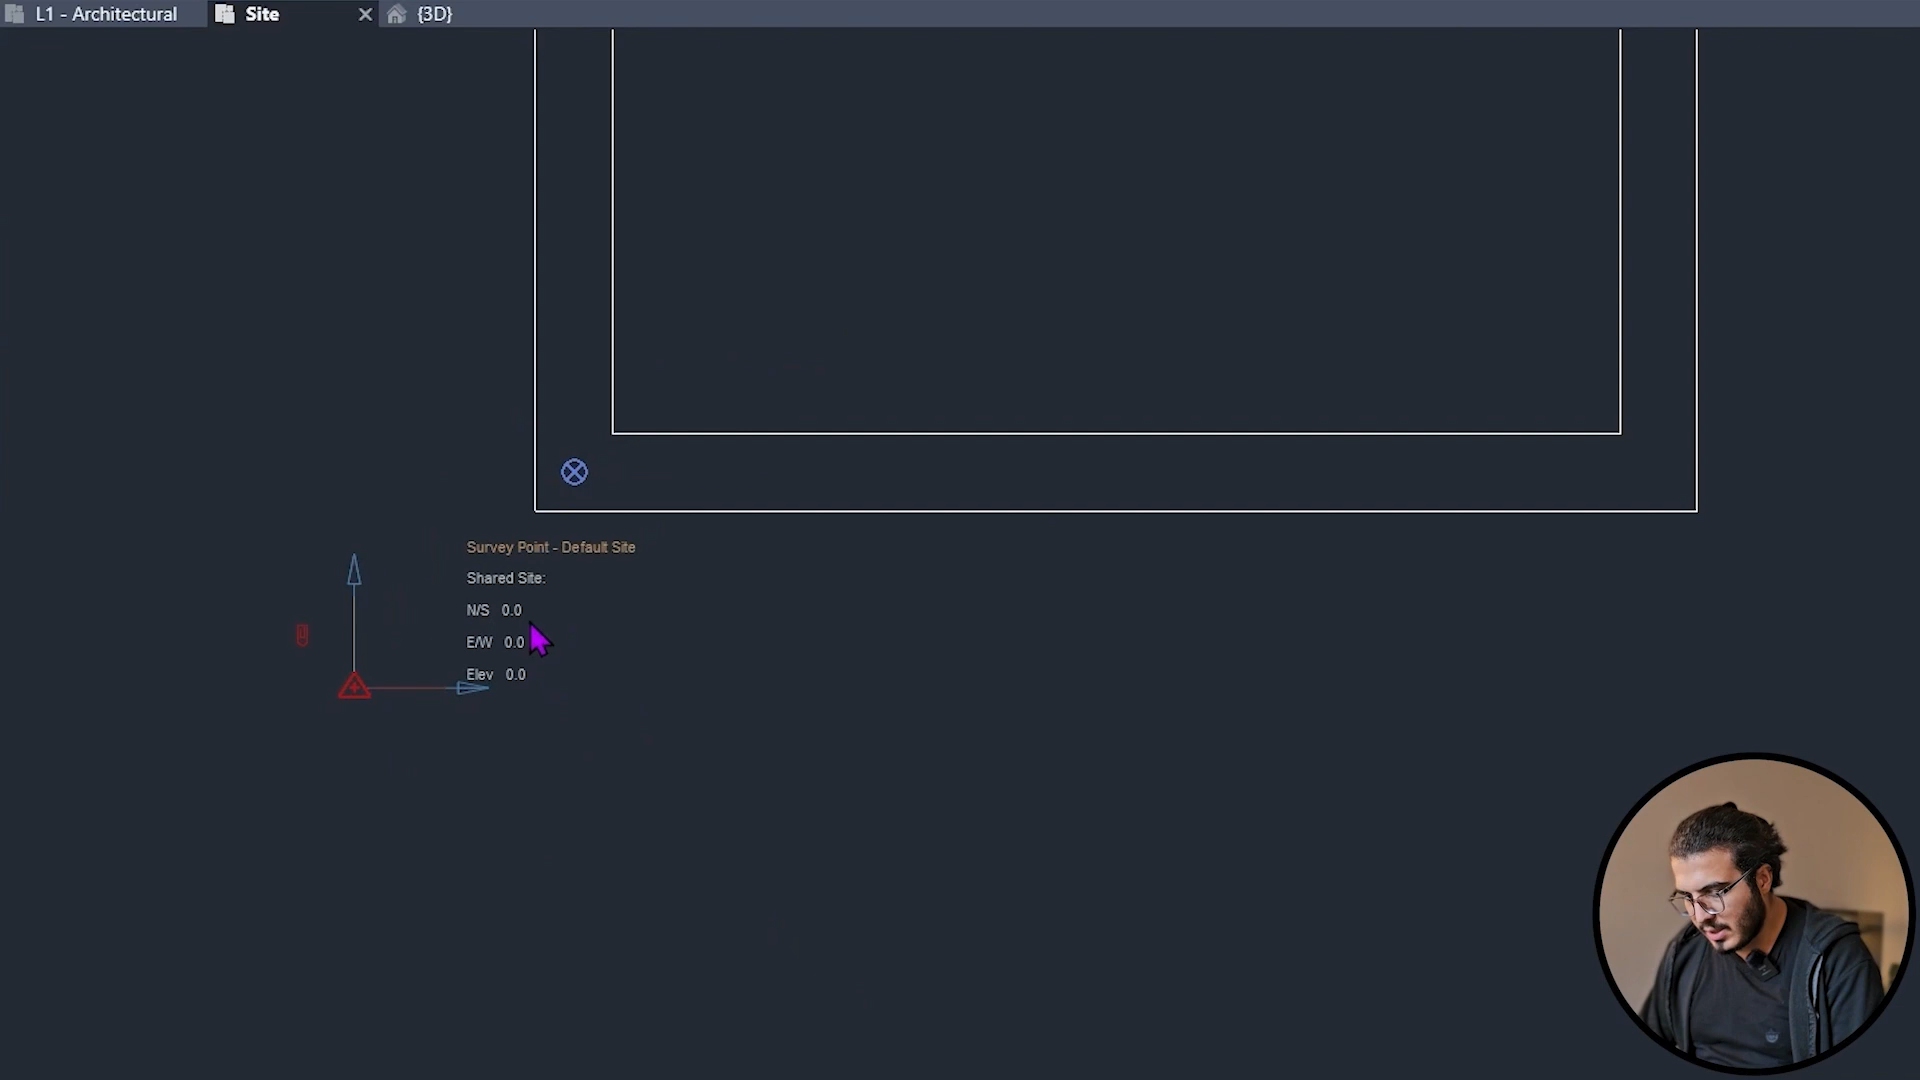 L1 - Architectural
Site
{3D}
Survey Point - Default Site
Shared Site:
N/S 0.0
E/W 0.0
Elev 0.0